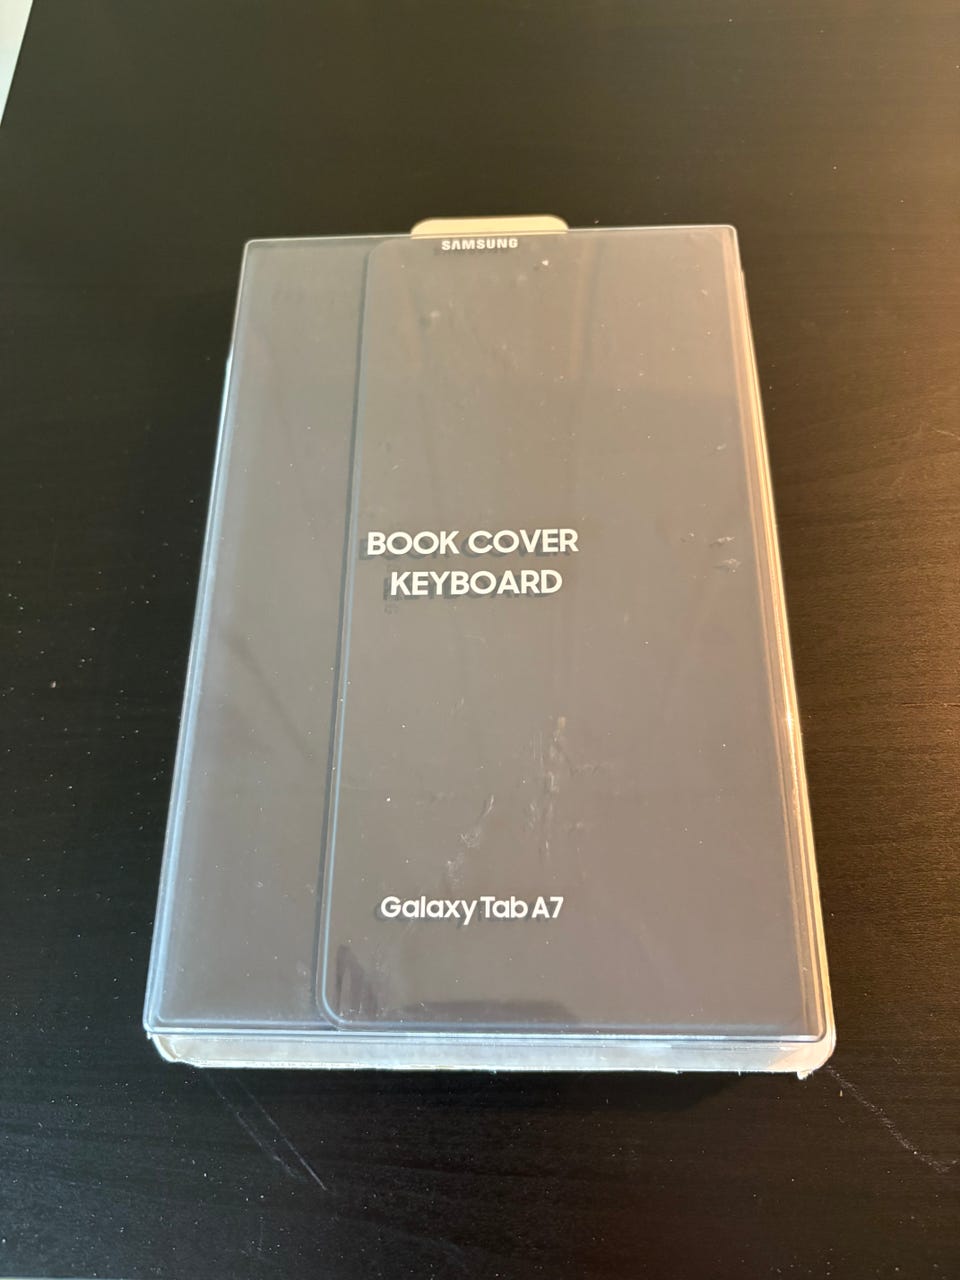 SAMSUNG
BOOK COVER
KEYBOARD
Galaxy Tab A7